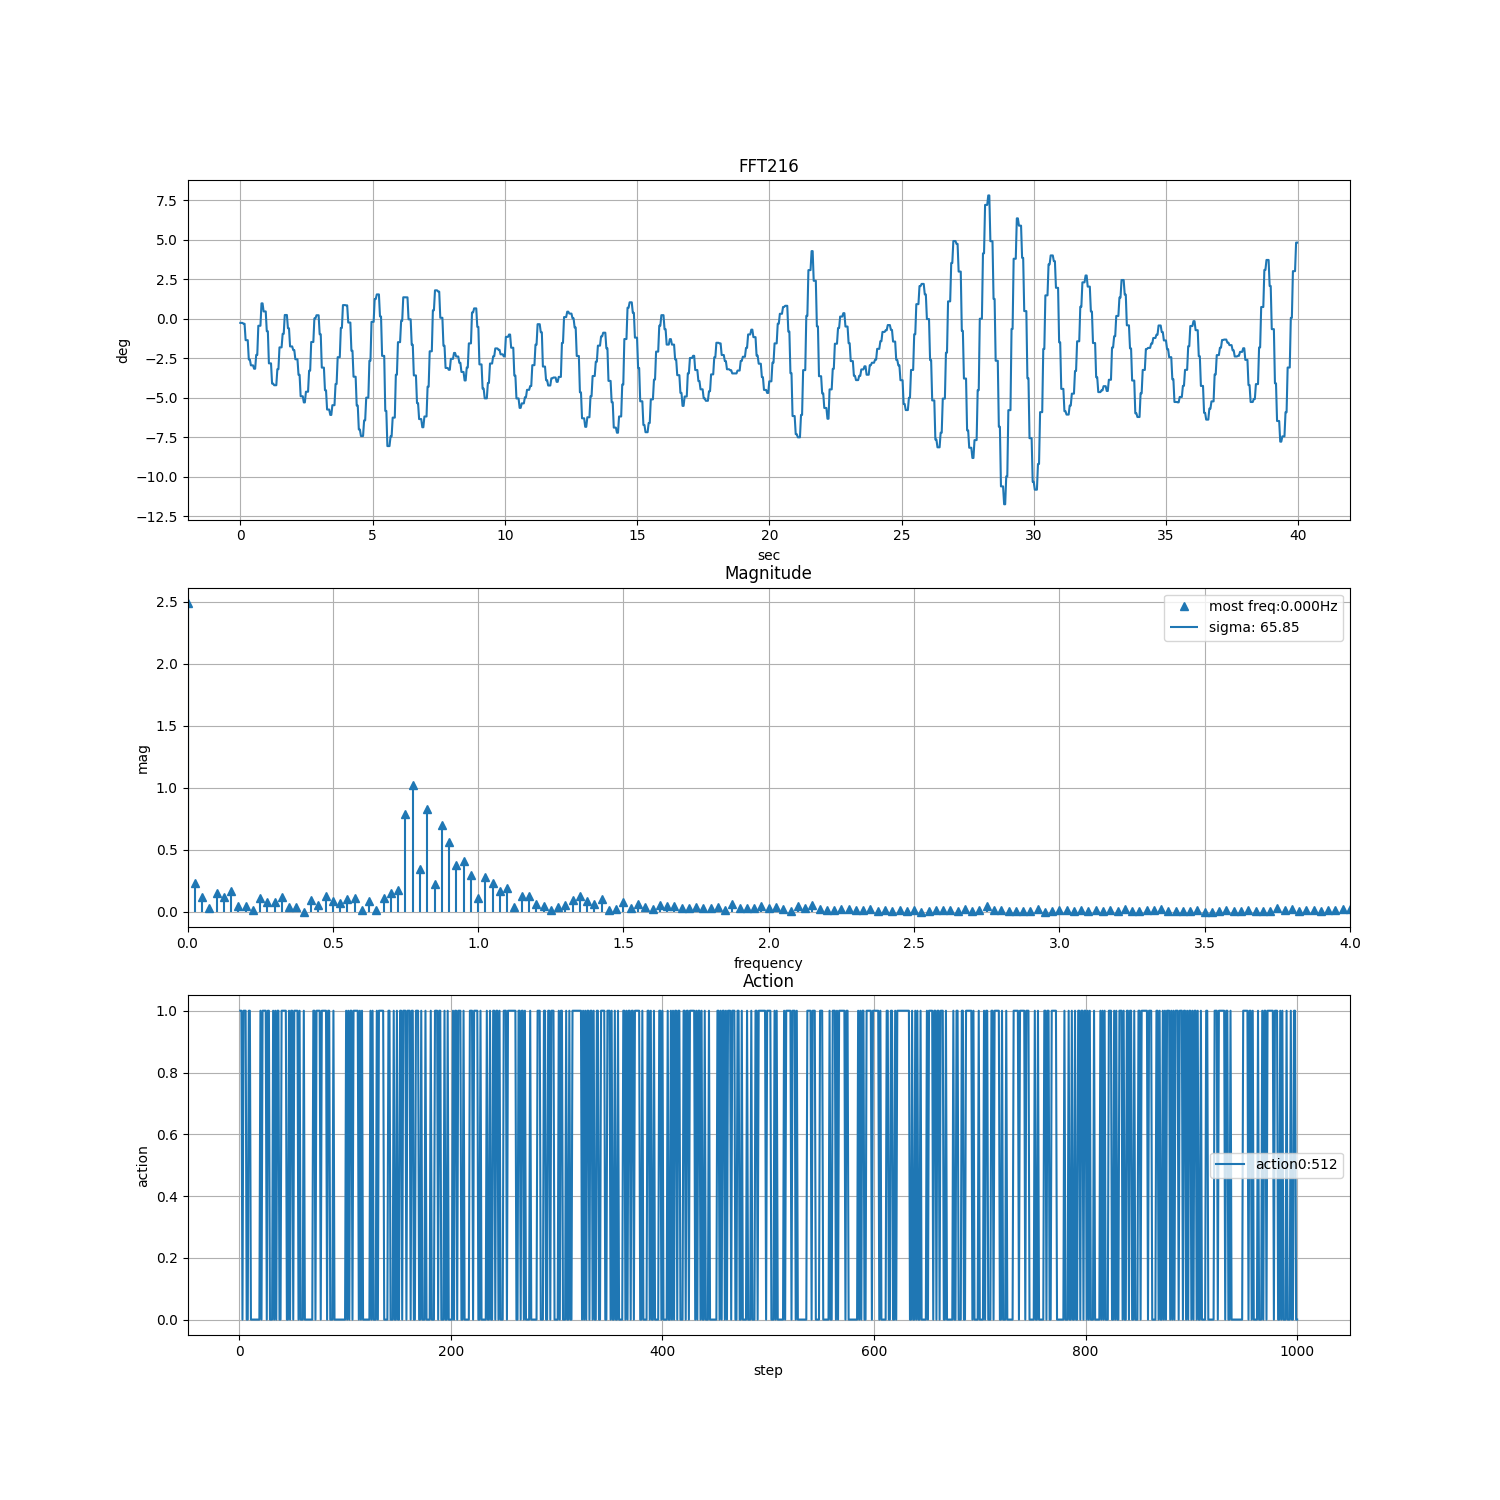 FFT216
7.5
5.0
2.5
0.0
−2.5
−5.0
−7.5
−10.0
−12.5
deg
0 5 10 15 20 25 30 35 40
sec
Magnitude
2.5
2.0
1.5
1.0
0.5
0.0
mag
most freq:0.000Hz
sigma: 65.85
0.0 0.5 1.0 1.5 2.0 2.5 3.0 3.5 4.0
frequency
Action
1.0
0.8
0.6
0.4
0.2
0.0
action
action0:512
0 200 400 600 800 1000
step